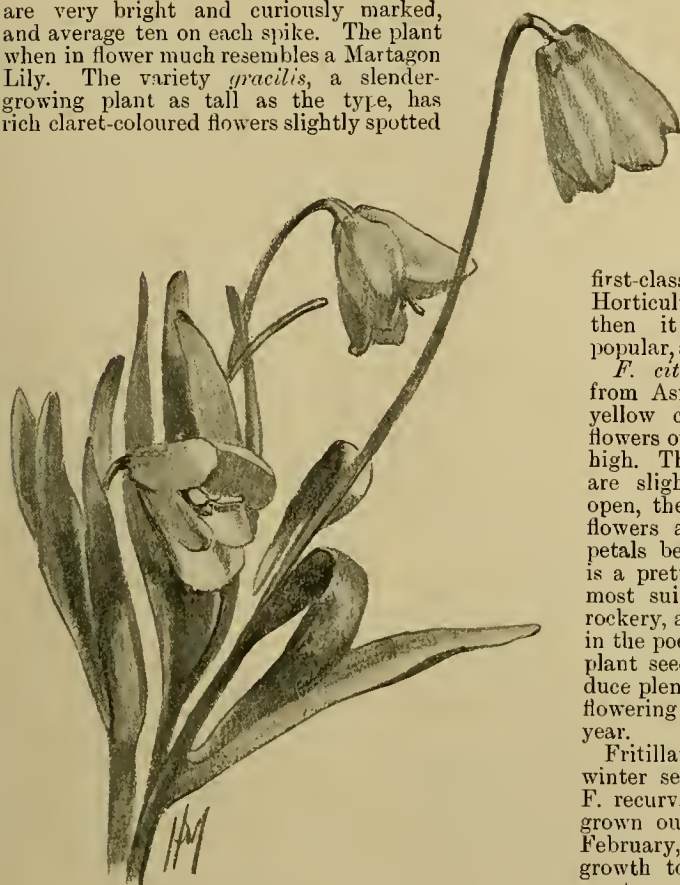 are very bright and curiously marked,
and average ten on each spike. The plant
when in flower much resembles a Martagon
Lily. The variety gracilis, a slender-
growing plant as tall as the type, has
rich claret-coloured flowers slightly spotted
first-class
Horticul
then it
popular,
F. cit
from As
yellow
flowers
high. Th
are sligh
open, the
flowers a
petals be
is a pret
most sui
rockery, a
in the
plant see
duce plen
flowering
year.
Fritilla
winter se
F. recurv
grown ou
February,
growth to